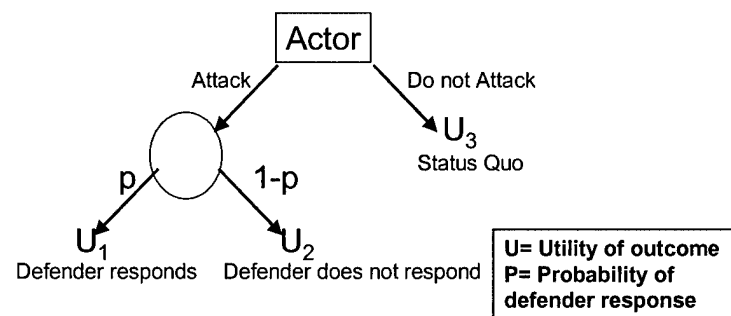 Actor
Attack
Do not Attack
U₃
Status Quo
p
1-p
U₁
U₂
Defender responds
Defender does not respond
U= Utility of outcome
P= Probability of
defender response